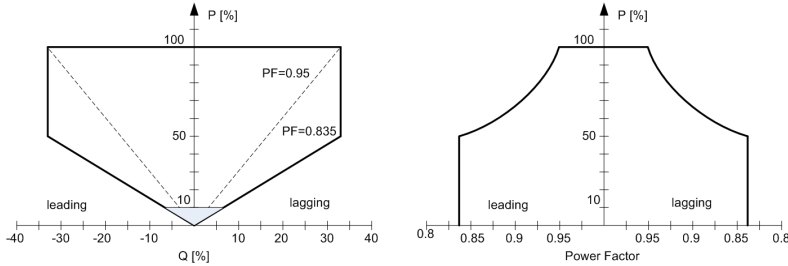 P [%]
100
PF=0.95
50
PF=0.835
10
leading
lagging
-40 -30 -20 -10 10 20 30 40
Q [%]
P [%]
100
50
10
leading
lagging
0.8 0.85 0.9 0.95 0.95 0.9 0.85 0.8
Power Factor